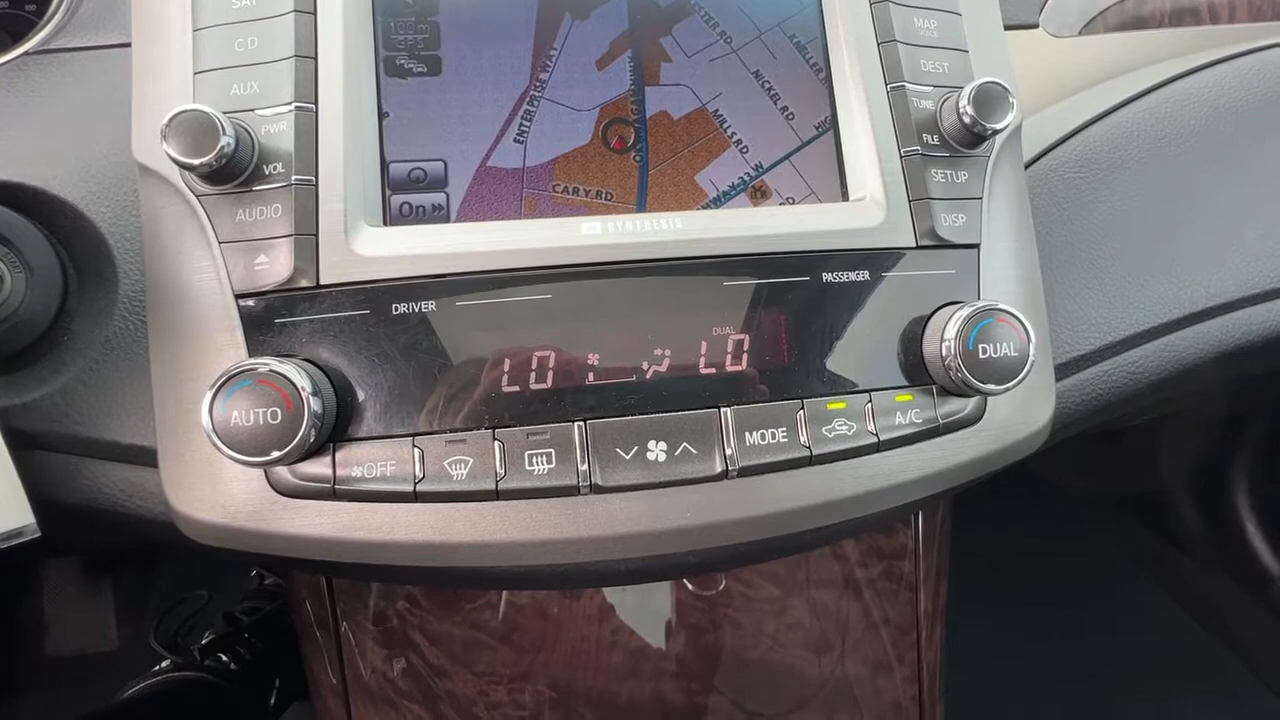 SAT
CD
AUX
PWR
VOL
AUDIO
100m
GPS
ENTERPRISE WAY
NICKEL RD
MILLS RD
CARY RD
On
SYNTHESIS
MAP
VOICE
DEST
TUNE
FILE
SETUP
DISP
START
DRIVER
PASSENGER
DUAL
LO
LO
AUTO
DUAL
OFF
MODE
A/C